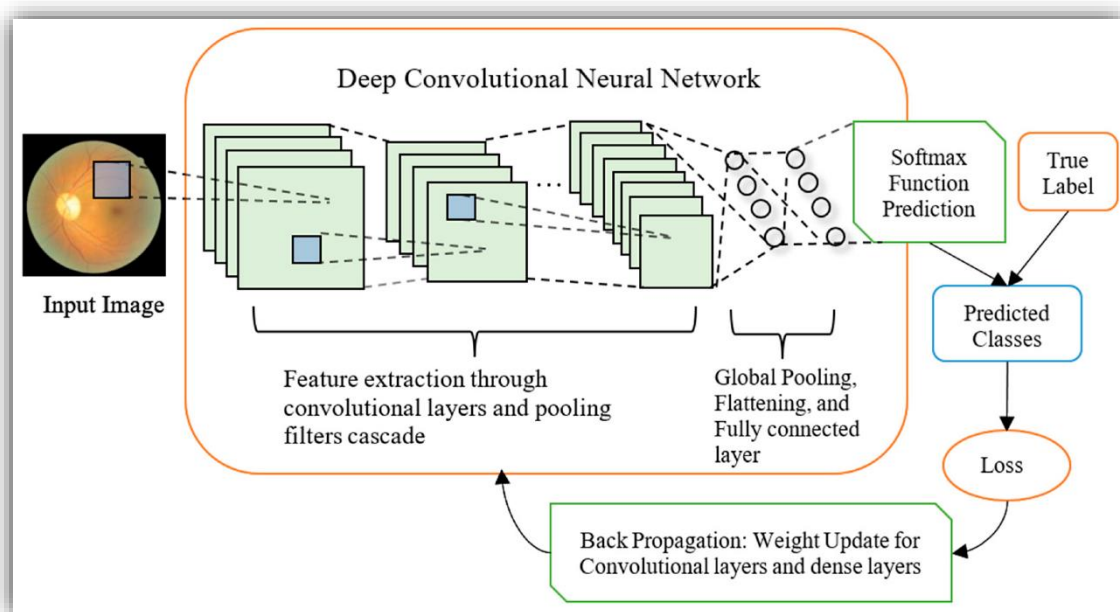 Deep Convolutional Neural Network
Input Image
Softmax
Function
Prediction
True
Label
...
Feature extraction through
convolutional layers and pooling
filters cascade
Global Pooling,
Flattening, and
Fully connected
layer
Predicted
Classes
Loss
Back Propagation: Weight Update for
Convolutional layers and dense layers